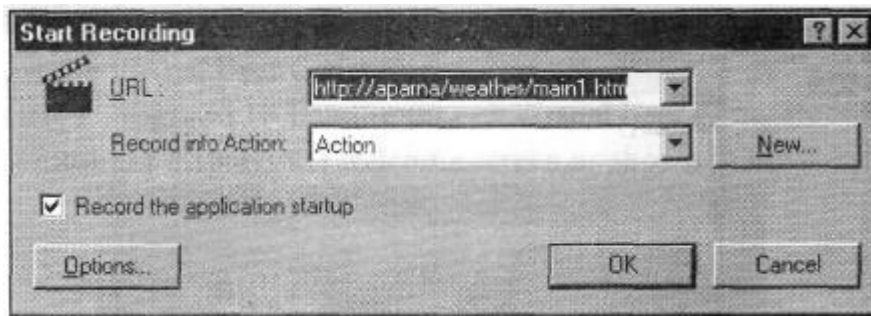 Start Recording
URL :
http://aparna/weather/main1.htm
Record into Action:
Action
New...
Record the application startup
Options...
OK
Cancel